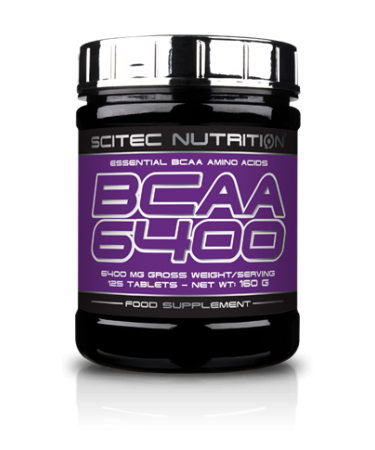 SCITEC NUTRITION
ESSENTIAL BCAA AMINO ACIDS
BCAA
6400
6400 MG GROSS WEIGHT/SERVING
125 TABLETS - NET WT: 160 G
FOOD SUPPLEMENT